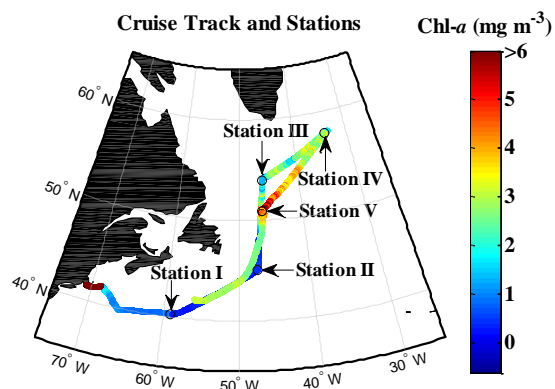 Cruise Track and Stations
Chl-a (mg m-3)
>6
5
4
3
2
1
0
60° N
50° N
40° N
70° W
60° W
50° W
40° W
30° W
Station III
Station IV
Station V
Station II
Station I